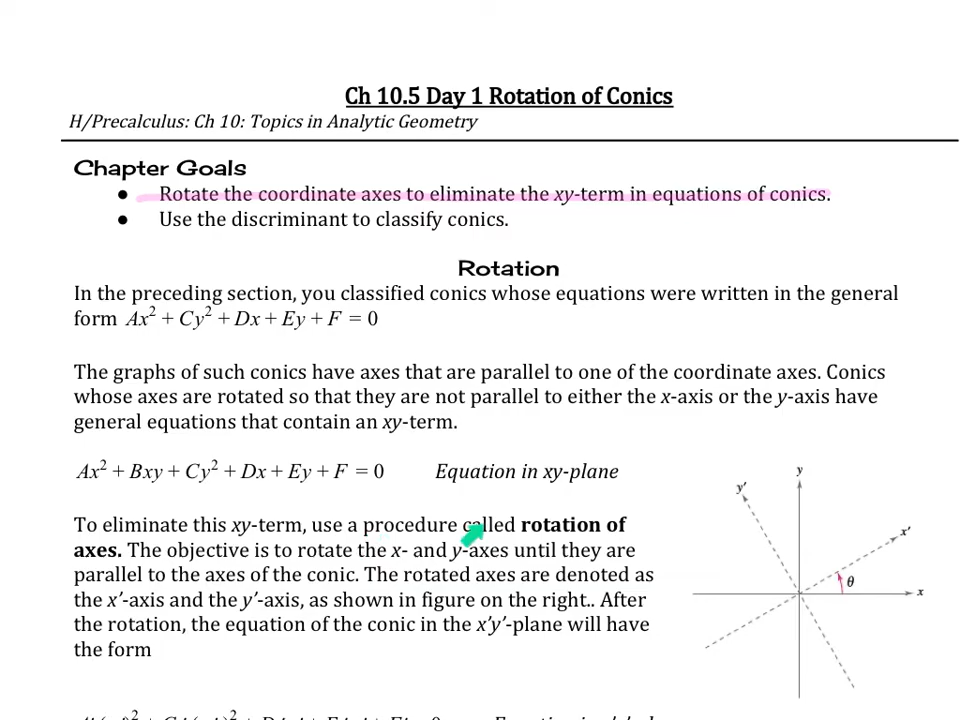 Ch 10.5 Day 1 Rotation of Conics
H/Precalculus: Ch 10: Topics in Analytic Geometry
Chapter Goals
● Rotate the coordinate axes to eliminate the xy-term in equations of conics.
● Use the discriminant to classify conics.
Rotation
In the preceding section, you classified conics whose equations were written in the general
form Ax² + Cy² + Dx + Ey + F = 0
The graphs of such conics have axes that are parallel to one of the coordinate axes. Conics
whose axes are rotated so that they are not parallel to either the x-axis or the y-axis have
general equations that contain an xy-term.
Ax² + Bxy + Cy² + Dx + Ey + F = 0 Equation in xy-plane
To eliminate this xy-term, use a procedure called rotation of
axes. The objective is to rotate the x- and y-axes until they are
parallel to the axes of the conic. The rotated axes are denoted as
the x′-axis and the y′-axis, as shown in figure on the right.. After
the rotation, the equation of the conic in the x′y′-plane will have
the form
y
y′
x′
θ
x